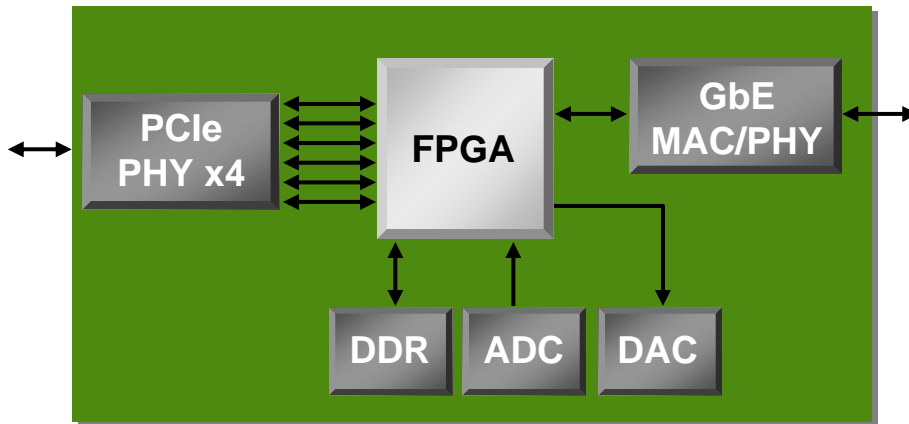 PCIe
PHY x4
FPGA
GbE
MAC/PHY
DDR
ADC
DAC